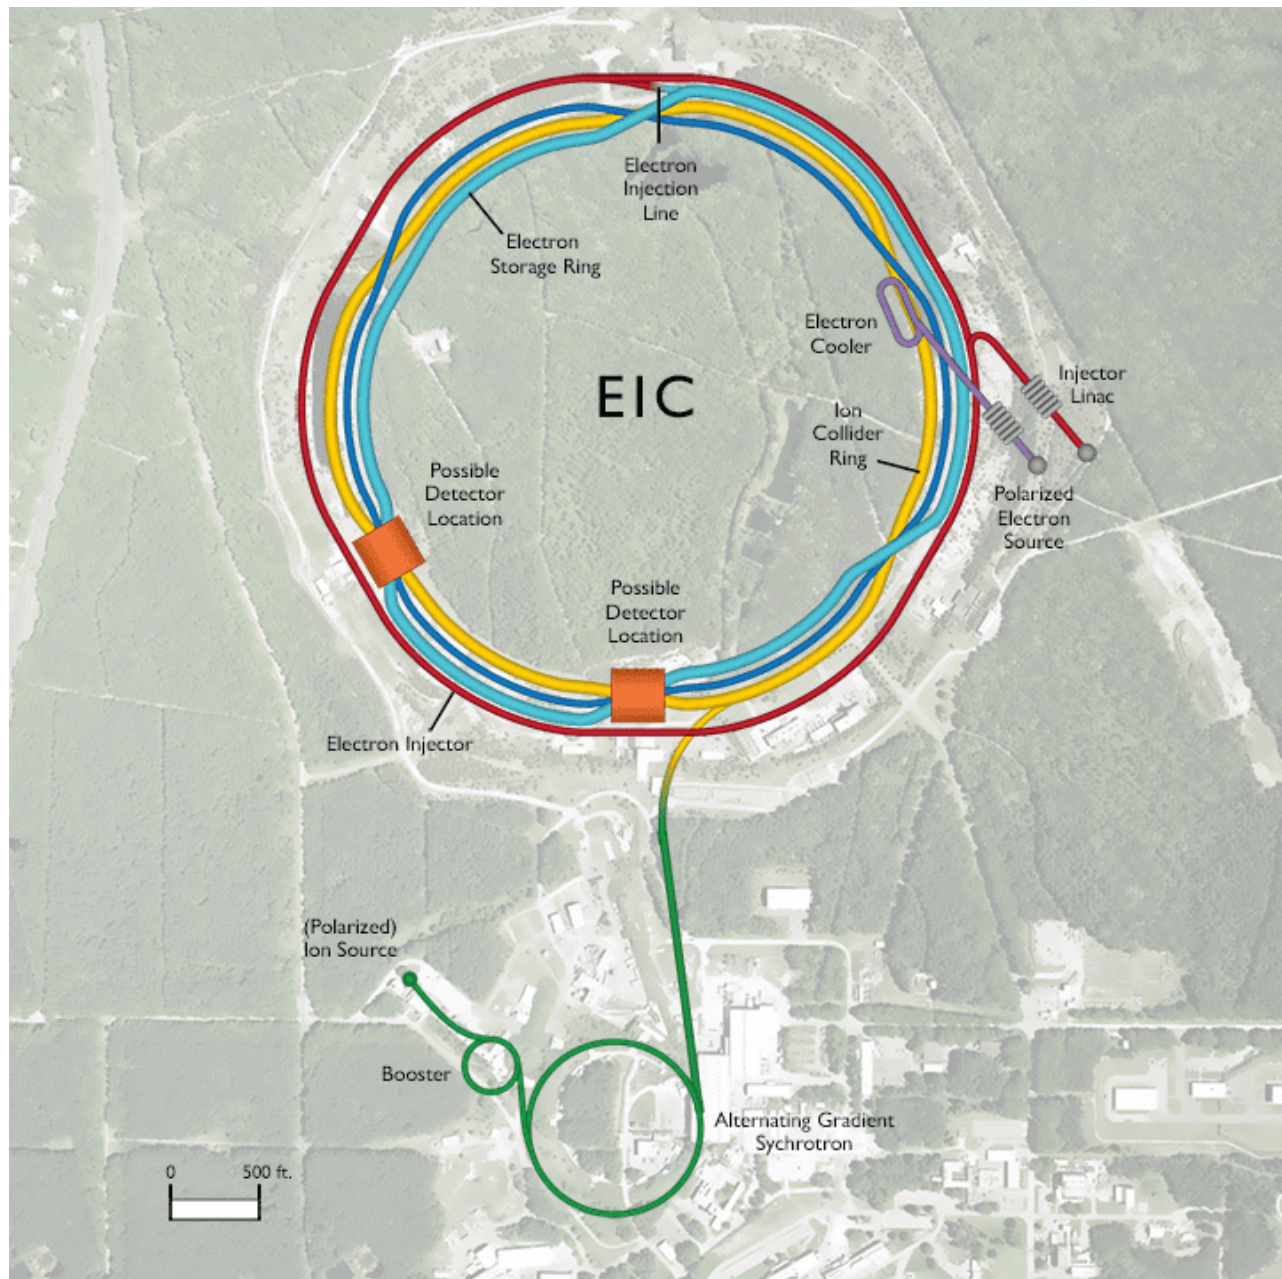 Electron
Injection
Line
Electron
Storage Ring
Electron
Cooler
EIC
Injector
Linac
Ion
Collider
Ring
Possible
Detector
Location
Polarized
Electron
Source
Possible
Detector
Location
Electron Injector
(Polarized)
Ion Source
Booster
Alternating Gradient
Sychrotron
0 500 ft.